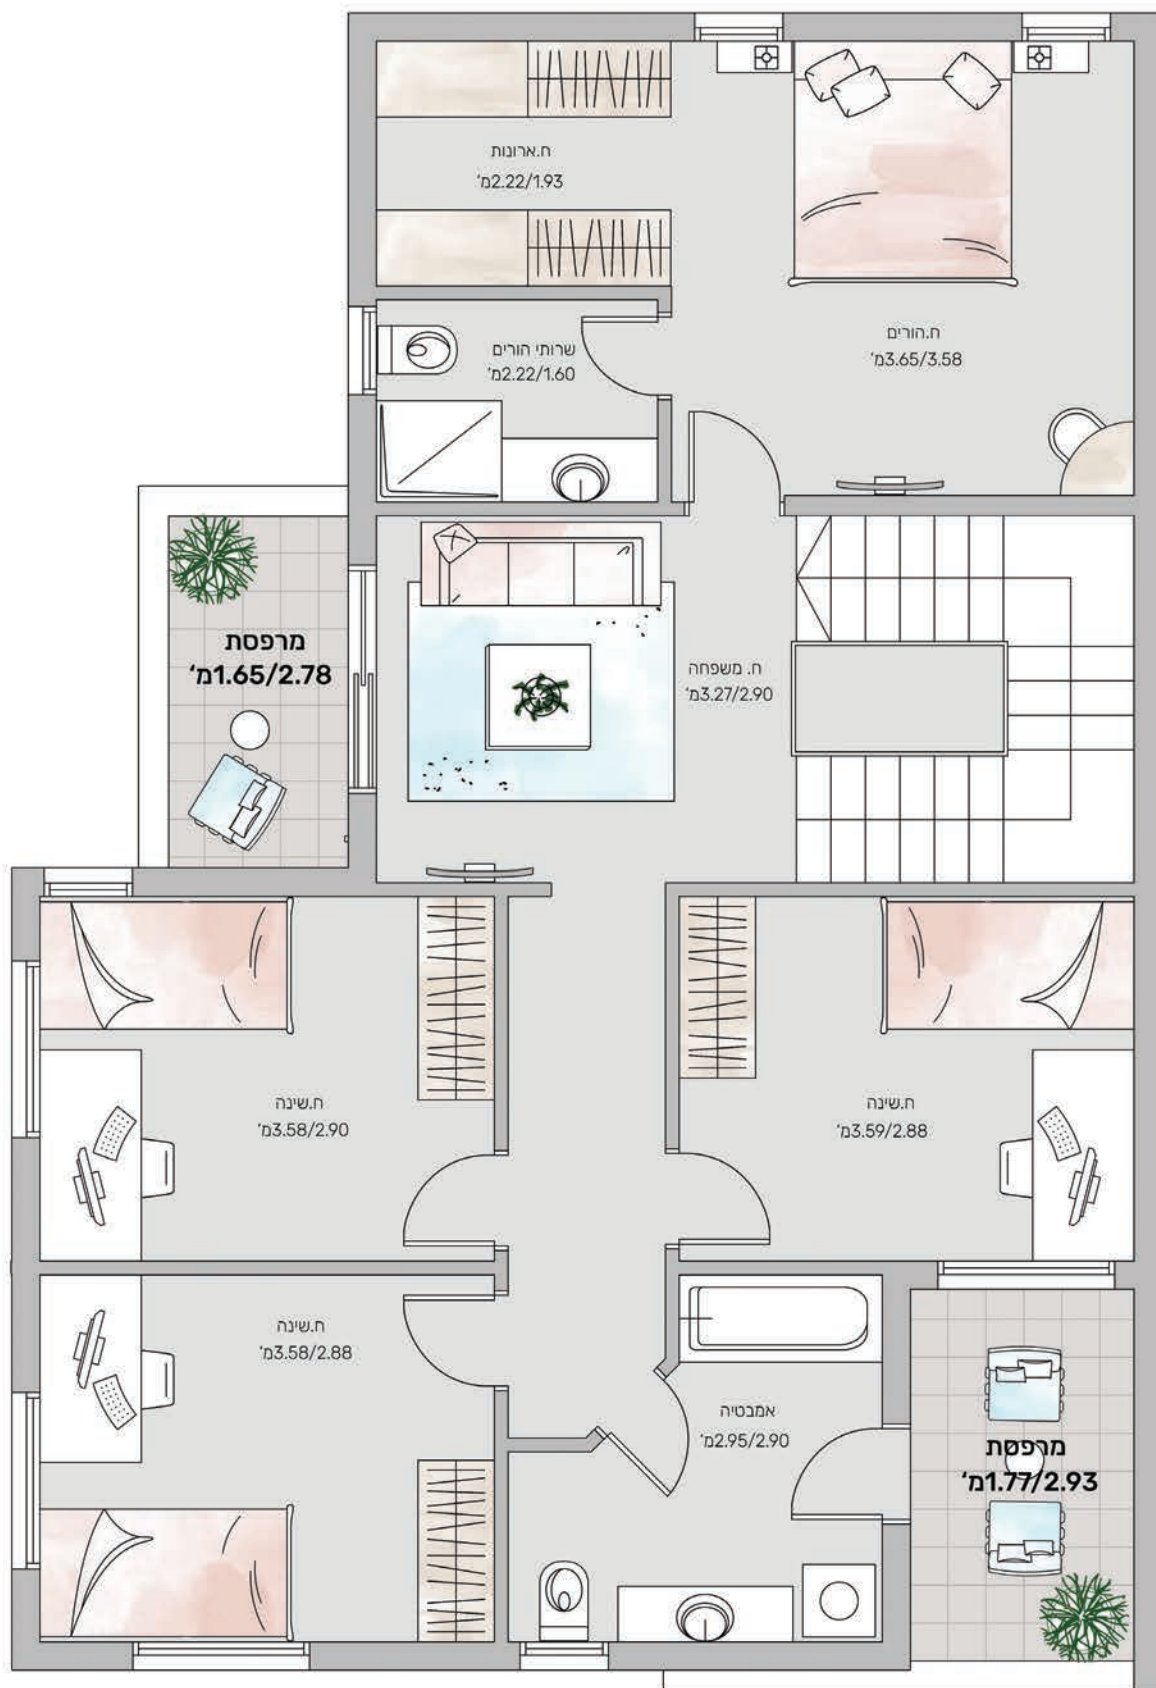 ח.ארונות
2.22/1.93מ'
ח.הורים
3.65/3.58מ'
שרותי הורים
2.22/1.60מ'
מרפסת
1.65/2.78מ'
ח. משפחה
3.27/2.90מ'
ח.שינה
3.58/2.90מ'
ח.שינה
3.59/2.88מ'
ח.שינה
3.58/2.88מ'
אמבטיה
2.95/2.90מ'
מרפסת
1.77/2.93מ'